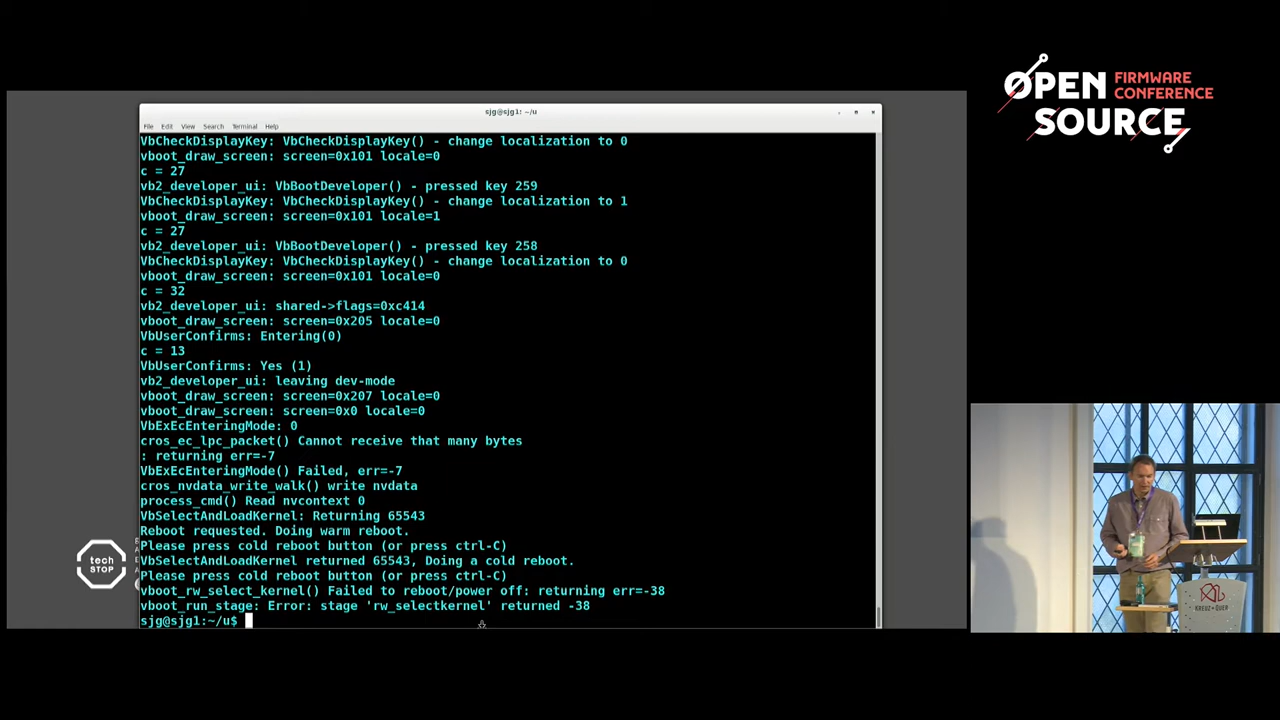 sjg@sjg1: ~/u
File Edit View Search Terminal Help
VbCheckDisplayKey: VbCheckDisplayKey() - change localization to 0
vboot_draw_screen: screen=0x101 locale=0
c = 27
vb2_developer_ui: VbBootDeveloper() - pressed key 259
VbCheckDisplayKey: VbCheckDisplayKey() - change localization to 1
vboot_draw_screen: screen=0x101 locale=1
c = 27
vb2_developer_ui: VbBootDeveloper() - pressed key 258
VbCheckDisplayKey: VbCheckDisplayKey() - change localization to 0
vboot_draw_screen: screen=0x101 locale=0
c = 32
vb2_developer_ui: shared->flags=0xc414
vboot_draw_screen: screen=0x205 locale=0
VbUserConfirms: Entering(0)
c = 13
VbUserConfirms: Yes (1)
vb2_developer_ui: leaving dev-mode
vboot_draw_screen: screen=0x207 locale=0
vboot_draw_screen: screen=0x0 locale=0
VbExEcEnteringMode: 0
cros_ec_lpc_packet() Cannot receive that many bytes
: returning err=-7
VbExEcEnteringMode() Failed, err=-7
cros_nvdata_write_walk() write nvdata
process_cmd() Read nvcontext 0
VbSelectAndLoadKernel: Returning 65543
Reboot requested. Doing warm reboot.
Please press cold reboot button (or press ctrl-C)
VbSelectAndLoadKernel returned 65543, Doing a cold reboot.
Please press cold reboot button (or press ctrl-C)
vboot_rw_select_kernel() Failed to reboot/power off: returning err=-38
vboot_run_stage: Error: stage 'rw_selectkernel' returned -38
sjg@sjg1:~/u$
tech
STOP
OPEN
FIRMWARE
CONFERENCE
SOURCE
KREUZ+QUER